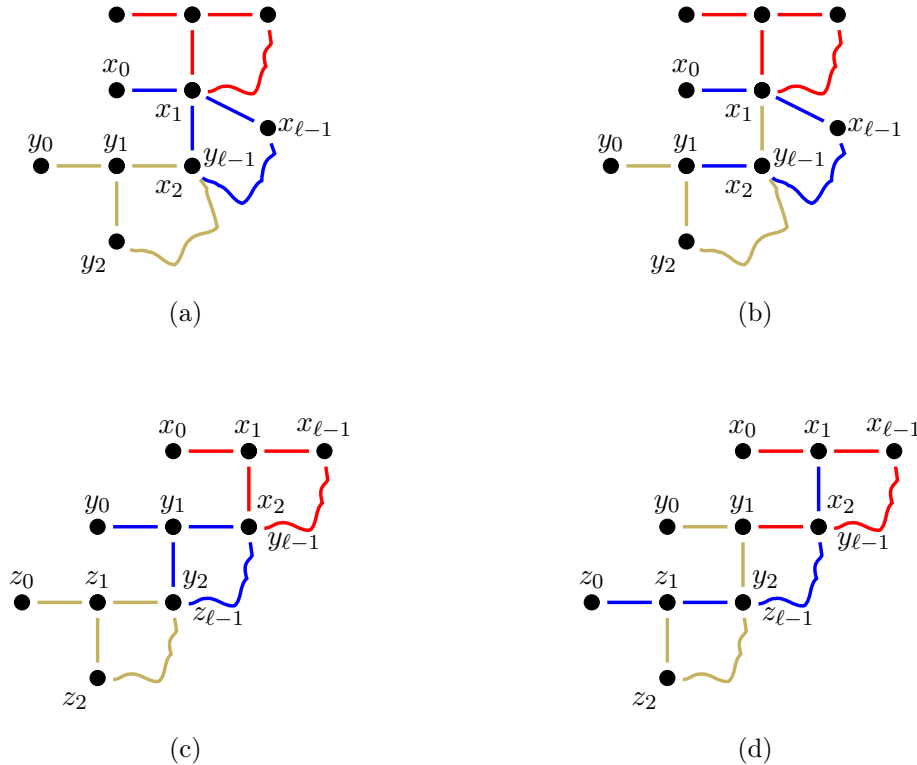 x₀ x₀
x₁ x₁
xℓ₋₁ xℓ₋₁
y₀ y₁ yℓ₋₁ y₀ y₁ yℓ₋₁
x₂ x₂
y₂ y₂
(a) (b)
x₀ x₁ xℓ₋₁ x₀ x₁ xℓ₋₁
y₀ y₁ x₂ y₀ y₁ x₂
yℓ₋₁ yℓ₋₁
z₀ z₁ y₂ z₀ z₁ y₂
zℓ₋₁ zℓ₋₁
z₂ z₂
(c) (d)